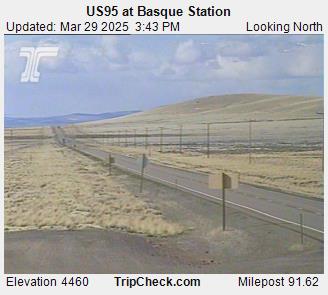 US95 at Basque Station
Updated: Mar 29 2025 3:43 PM Looking North
Elevation 4460 TripCheck.com Milepost 91.62